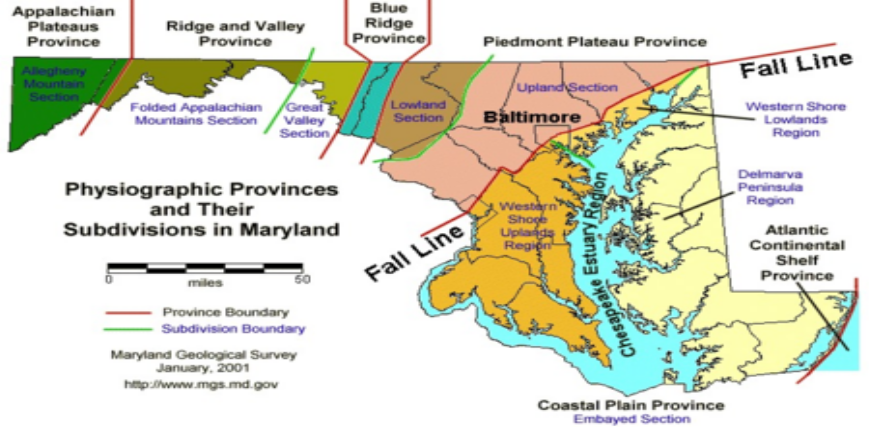 Appalachian
Plateaus
Province
Ridge and Valley
Province
Blue
Ridge
Province
Piedmont Plateau Province
Fall Line
Allegheny
Mountain
Section
Folded Appalachian
Mountains Section
Great
Valley
Section
Lowland
Section
Upland Section
Baltimore
Western Shore
Lowlands
Region
Delmarva
Peninsula
Region
Physiographic Provinces
and Their
Subdivisions in Maryland
Western
Shore
Uplands
Region
Chesapeake Estuary Region
Atlantic
Continental
Shelf
Province
Fall Line
0 50
miles
Province Boundary
Subdivision Boundary
Maryland Geological Survey
January, 2001
http://www.mgs.md.gov
Coastal Plain Province
Embayed Section